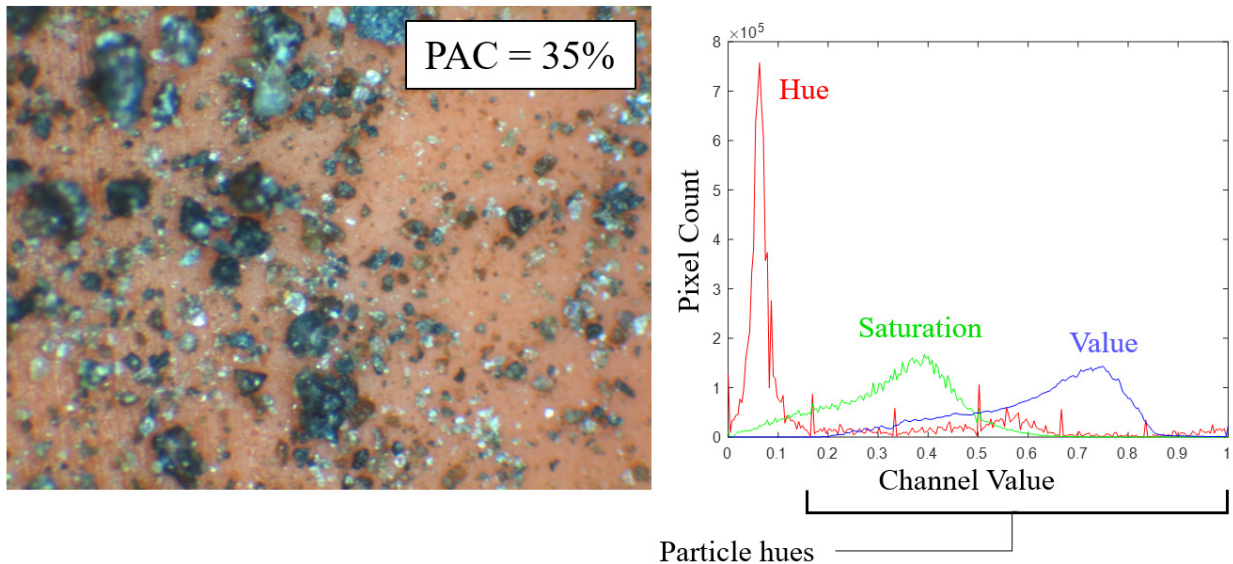 PAC = 35%
×10⁵
8
7
6
5
4
3
2
1
0
Pixel Count
Hue
Saturation
Value
0 0.1 0.2 0.3 0.4 0.5 0.6 0.7 0.8 0.9 1
Channel Value
Particle hues